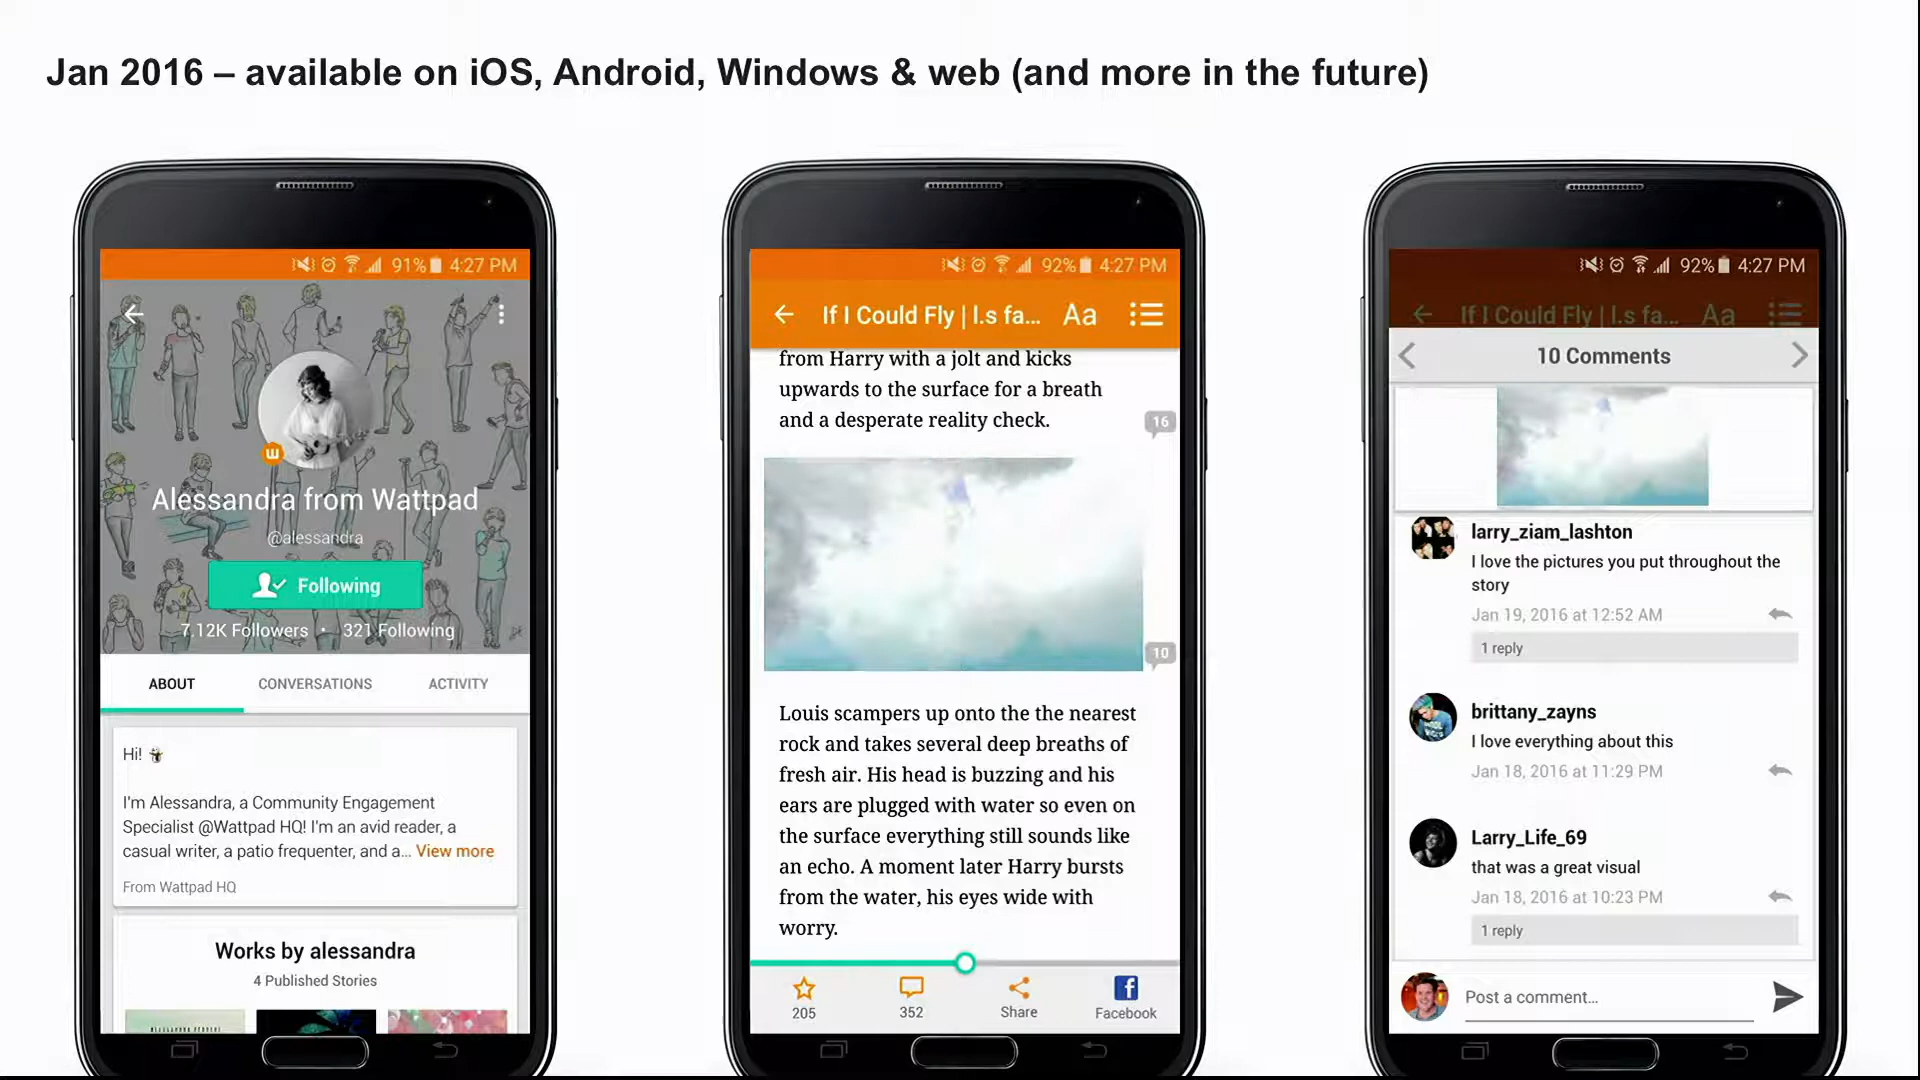 Jan 2016 – available on iOS, Android, Windows & web (and more in the future)
91% 4:27 PM
Alessandra from Wattpad
@alessandra
Following
7.12K Followers • 321 Following
ABOUT CONVERSATIONS ACTIVITY
Hi!
I'm Alessandra, a Community Engagement
Specialist @Wattpad HQ! I'm an avid reader, a
casual writer, a patio frequenter, and a... View more
From Wattpad HQ
Works by alessandra
4 Published Stories
92% 4:27 PM
If I Could Fly | l.s fa... Aa
from Harry with a jolt and kicks
upwards to the surface for a breath
and a desperate reality check.
16
10
Louis scampers up onto the the nearest
rock and takes several deep breaths of
fresh air. His head is buzzing and his
ears are plugged with water so even on
the surface everything still sounds like
an echo. A moment later Harry bursts
from the water, his eyes wide with
worry.
205 352 Share Facebook
92% 4:27 PM
If I Could Fly | l.s fa... Aa
10 Comments
larry_ziam_lashton
I love the pictures you put throughout the
story
Jan 19, 2016 at 12:52 AM
1 reply
brittany_zayns
I love everything about this
Jan 18, 2016 at 11:29 PM
Larry_Life_69
that was a great visual
Jan 18, 2016 at 10:23 PM
1 reply
Post a comment...